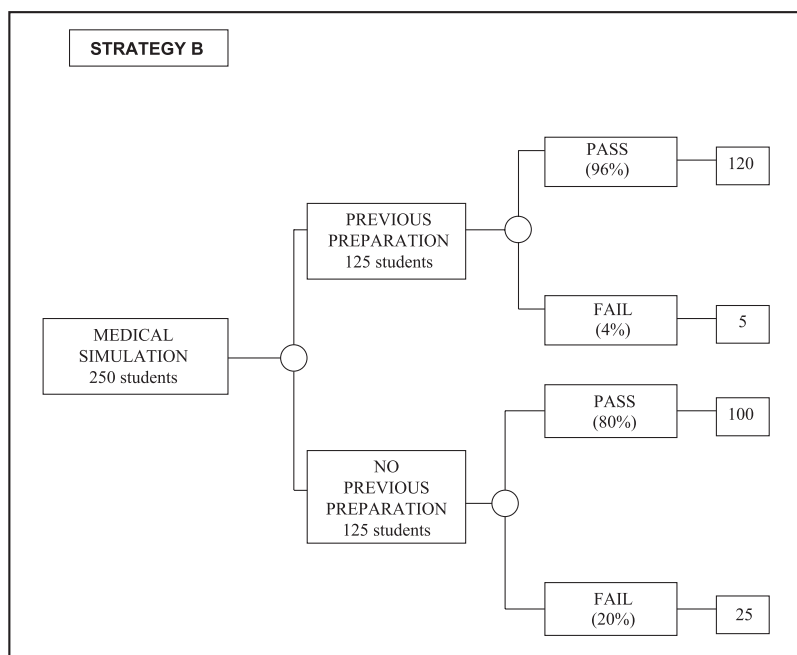 STRATEGY B
PASS
(96%)
120
PREVIOUS
PREPARATION
125 students
FAIL
(4%)
5
MEDICAL
SIMULATION
250 students
PASS
(80%)
100
NO
PREVIOUS
PREPARATION
125 students
FAIL
(20%)
25